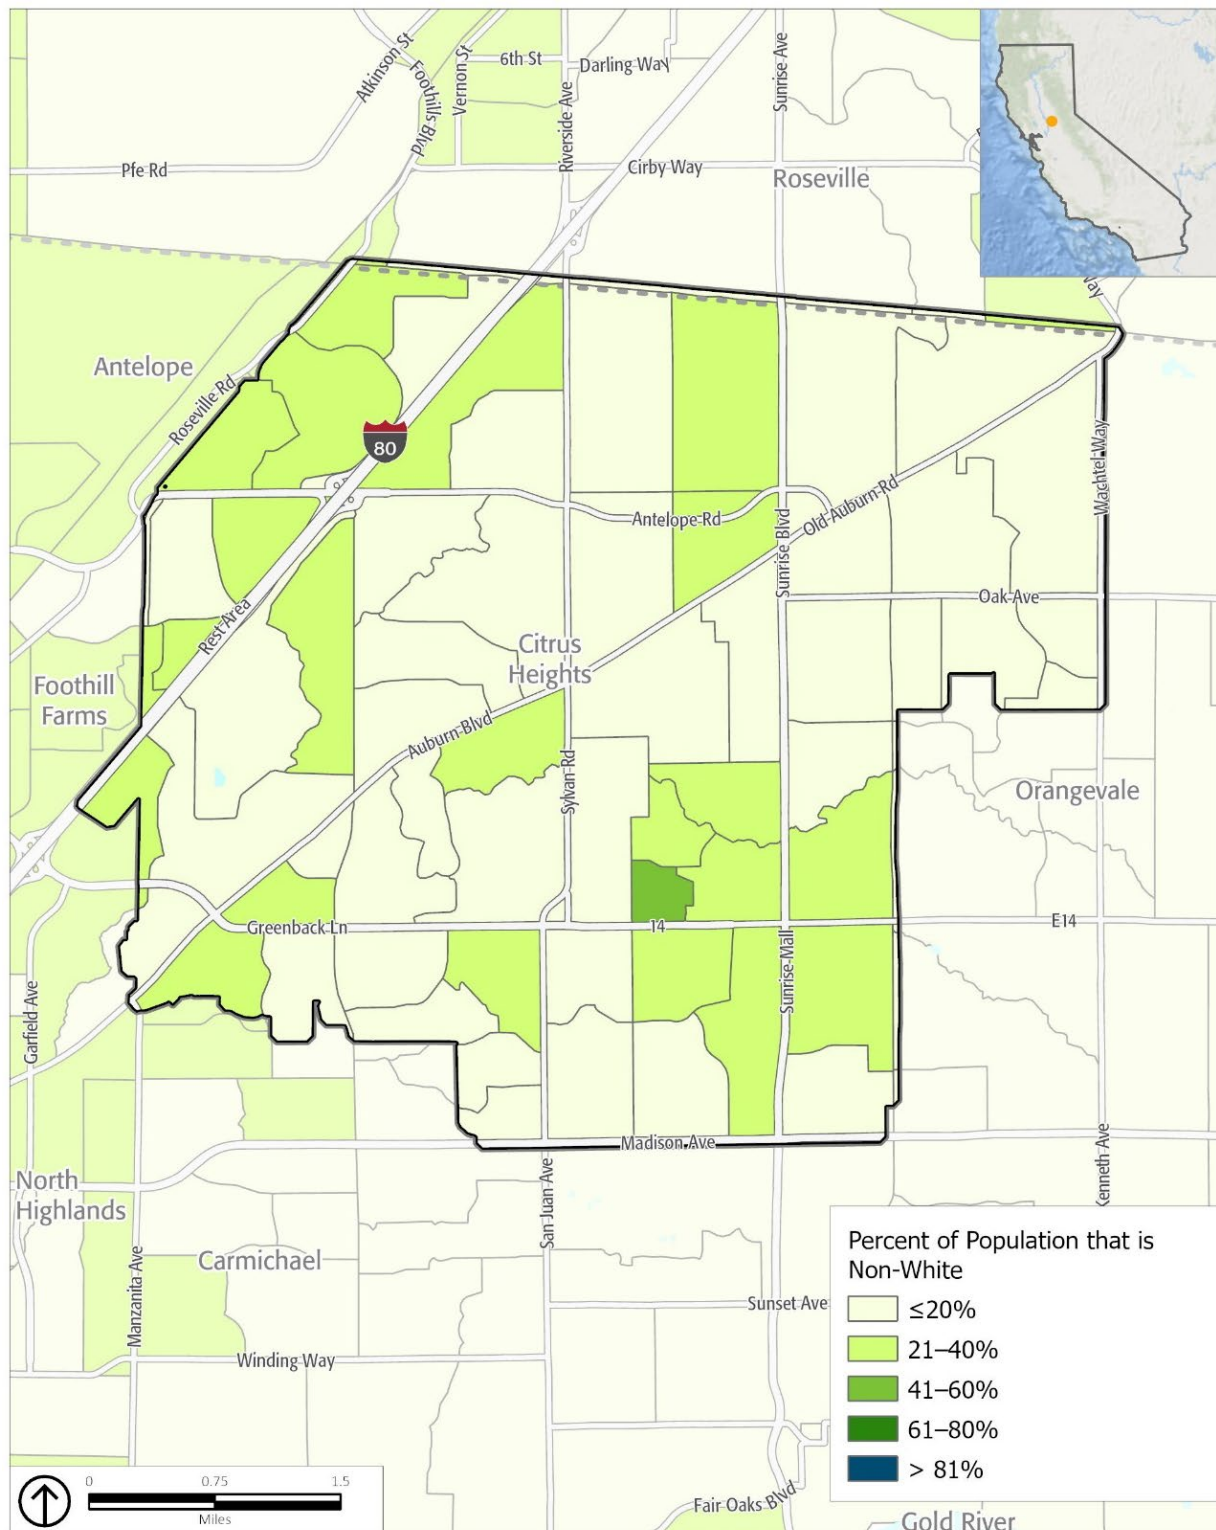 Atkinson St
Foothills Blvd
Vernon St
6th St
Riverside Ave
Darling Way
Sunrise Ave
Pfe Rd
Cirby Way
Roseville
Way
Antelope
Roseville Rd
80
Wachtel Way
Antelope Rd
Sunrise Blvd
Old Auburn Rd
Oak Ave
Rest Area
Citrus
Heights
Foothill
Farms
Auburn Blvd
Sylvan Rd
Orangevale
Greenback Ln
14
E14
Sunrise Mall
Garfield Ave
Madison Ave
Kenneth Ave
North
Highlands
San Juan Ave
Carmichael
Manzanita Ave
Sunset Ave
Winding Way
Fair Oaks Blvd
Gold River
Percent of Population that is
Non-White
≤20%
21–40%
41–60%
61–80%
> 81%
0 0.75 1.5
Miles